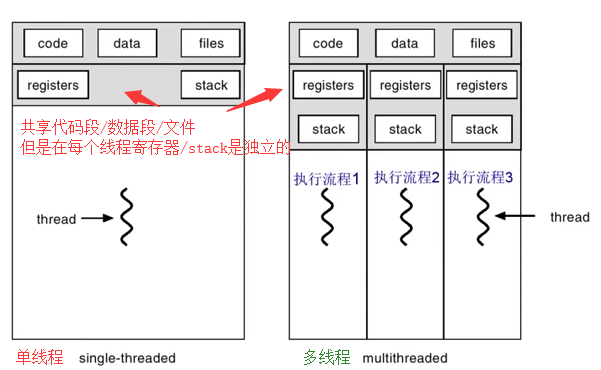 code data files code data files
registers stack registers registers registers
共享代码段/数据段/文件
但是在每个线程寄存器/stack是独立的
stack stack stack
执行流程1 执行流程2 执行流程3
thread thread
单线程 single-threaded 多线程 multithreaded